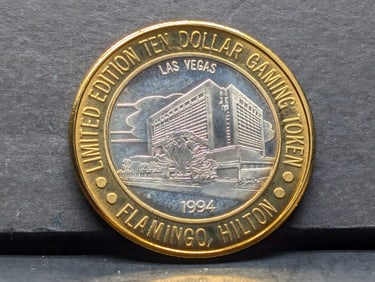 LIMITED EDITION TEN DOLLAR GAMING TOKEN
LAS VEGAS
1994
FLAMINGO, HILTON